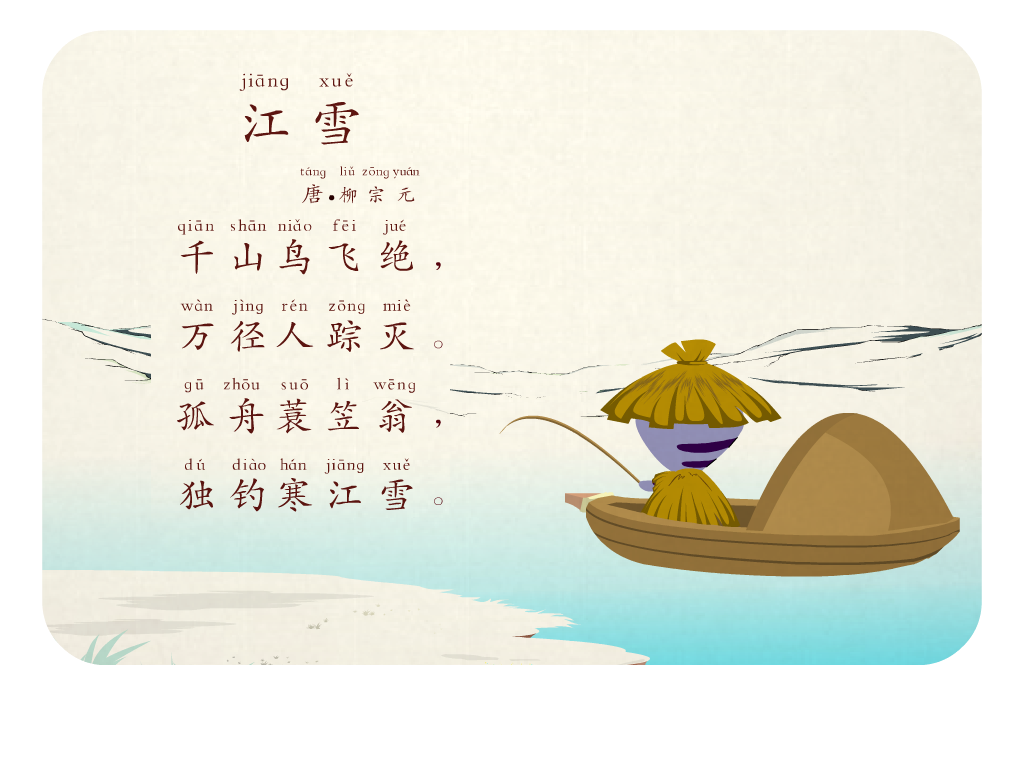 jiāng xuě
江雪
táng liǔ zōng yuán
唐·柳宗元
qiān shān niǎo fēi jué
千山鸟飞绝，
wàn jìng rén zōng miè
万径人踪灭。
gū zhōu suō lì wēng
孤舟蓑笠翁，
dú diào hán jiāng xuě
独钓寒江雪。